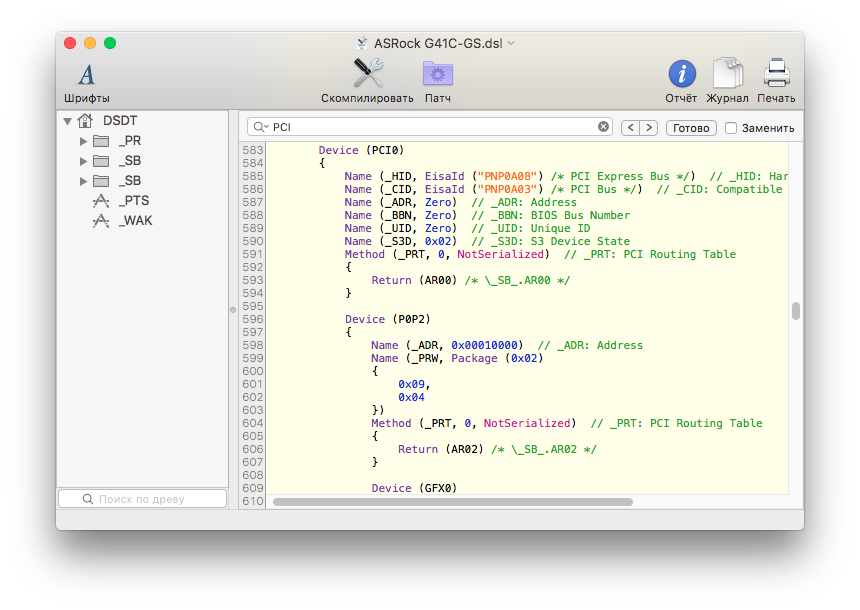 ASRock G41C-GS.dsl
Шрифты
Скомпилировать
Патч
Отчёт
Журнал
Печать
DSDT
_PR
_SB
_SB
_PTS
_WAK
Поиск по древу
PCI
Готово
Заменить
583 Device (PCI0)
584 {
585 Name (_HID, EisaId ("PNP0A08") /* PCI Express Bus */) // _HID: Har
586 Name (_CID, EisaId ("PNP0A03") /* PCI Bus */) // _CID: Compatible
587 Name (_ADR, Zero) // _ADR: Address
588 Name (_BBN, Zero) // _BBN: BIOS Bus Number
589 Name (_UID, Zero) // _UID: Unique ID
590 Name (_S3D, 0x02) // _S3D: S3 Device State
591 Method (_PRT, 0, NotSerialized) // _PRT: PCI Routing Table
592 {
593 Return (AR00) /* \_SB_.AR00 */
594 }
595
596 Device (P0P2)
597 {
598 Name (_ADR, 0x00010000) // _ADR: Address
599 Name (_PRW, Package (0x02)
600 {
601 0x09,
602 0x04
603 })
604 Method (_PRT, 0, NotSerialized) // _PRT: PCI Routing Table
605 {
606 Return (AR02) /* \_SB_.AR02 */
607 }
608
609 Device (GFX0)
610